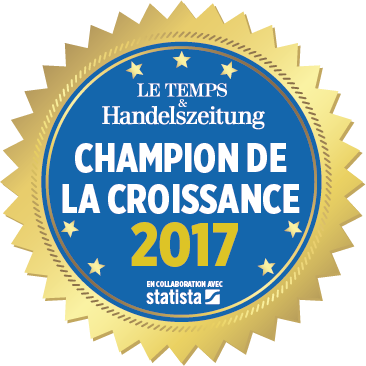 LE TEMPS
&
Handelszeitung
CHAMPION DE
LA CROISSANCE
2017
EN COLLABORATION AVEC
statista